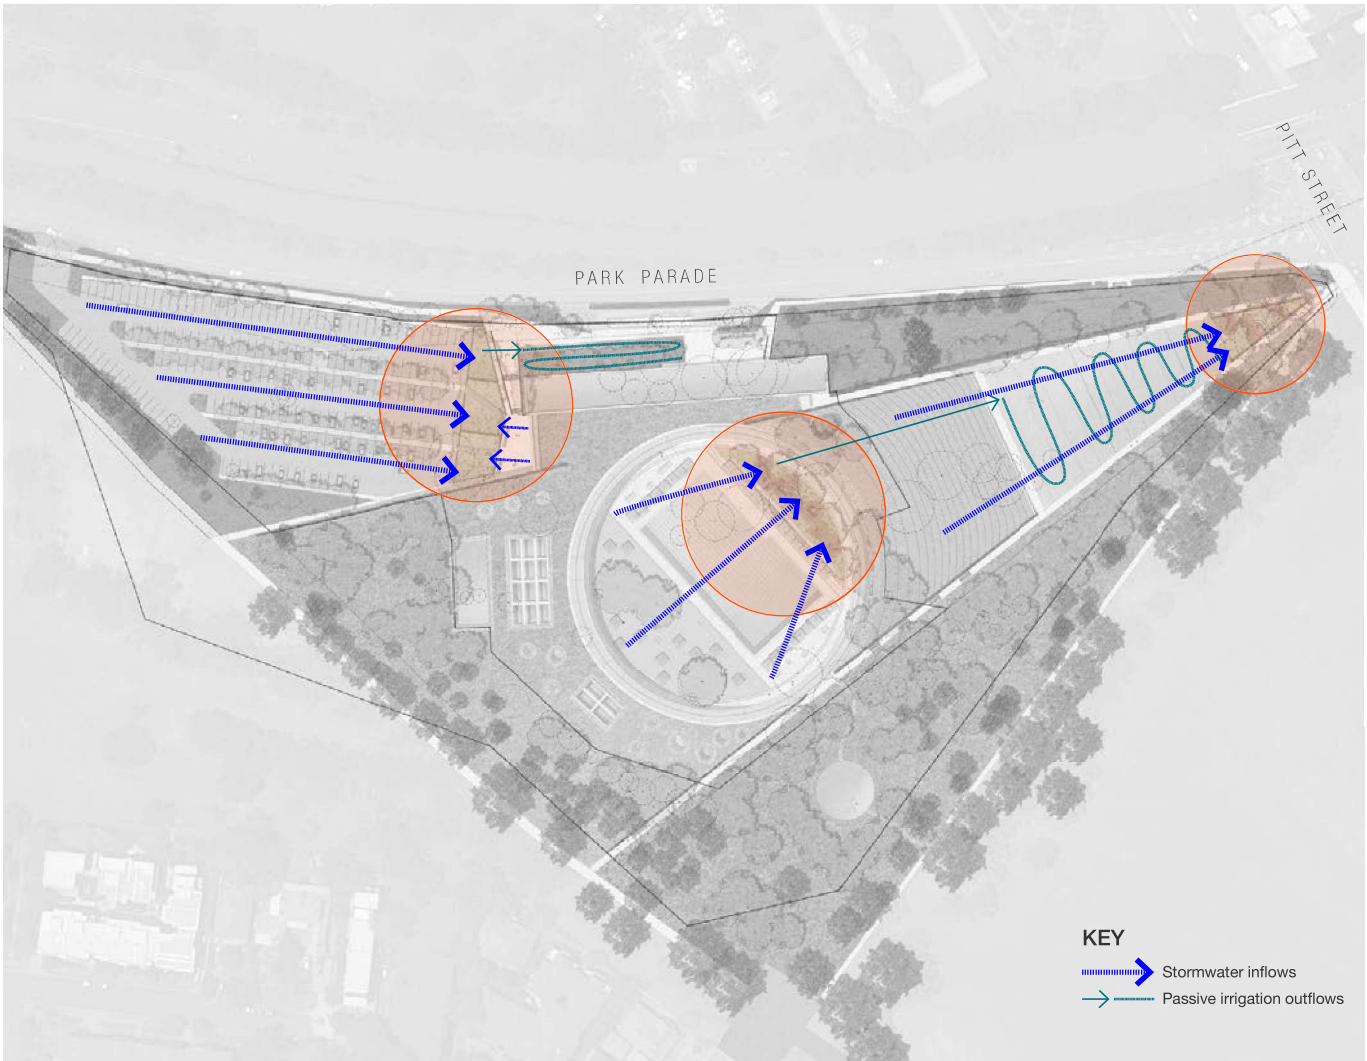 PITT STREET
PARK PARADE
KEY
Stormwater inflows
Passive irrigation outflows